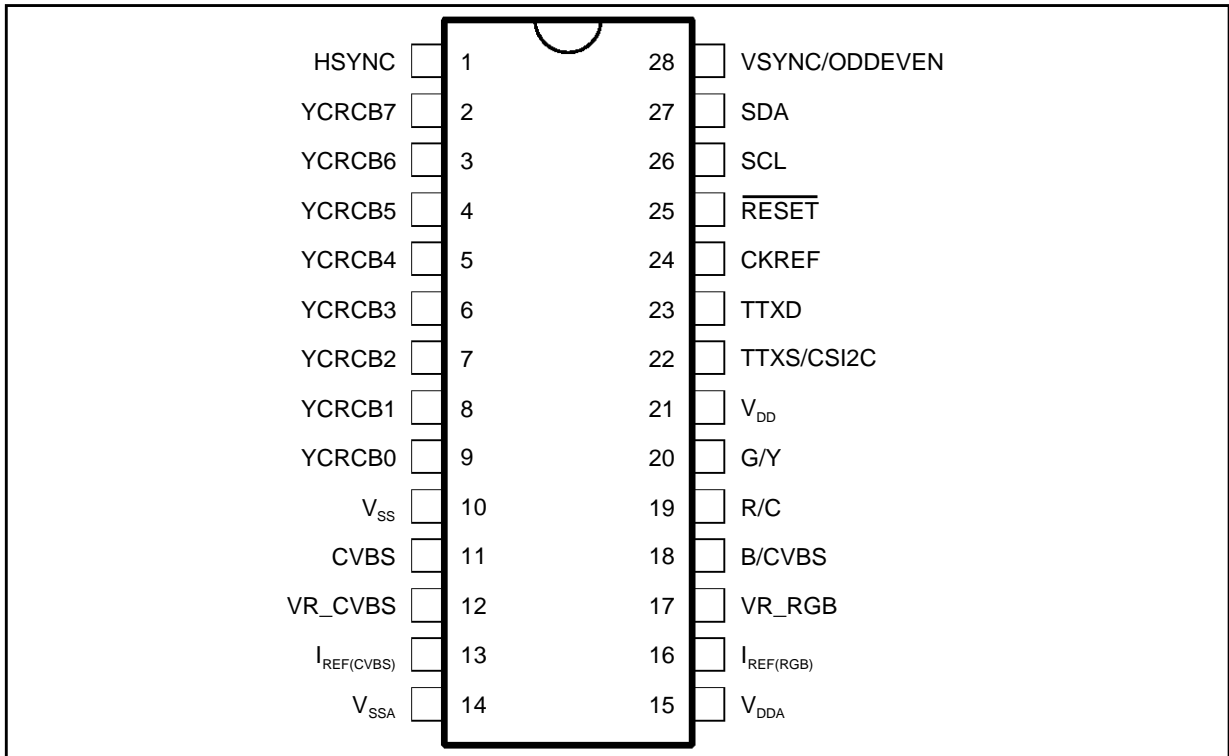 HSYNC 1 28 VSYNC/ODDEVEN
YCRCB7 2 27 SDA
YCRCB6 3 26 SCL
YCRCB5 4 25 RESET
YCRCB4 5 24 CKREF
YCRCB3 6 23 TTXD
YCRCB2 7 22 TTXS/CSI2C
YCRCB1 8 21 VDD
YCRCB0 9 20 G/Y
VSS 10 19 R/C
CVBS 11 18 B/CVBS
VR_CVBS 12 17 VR_RGB
IREF(CVBS) 13 16 IREF(RGB)
VSSA 14 15 VDDA